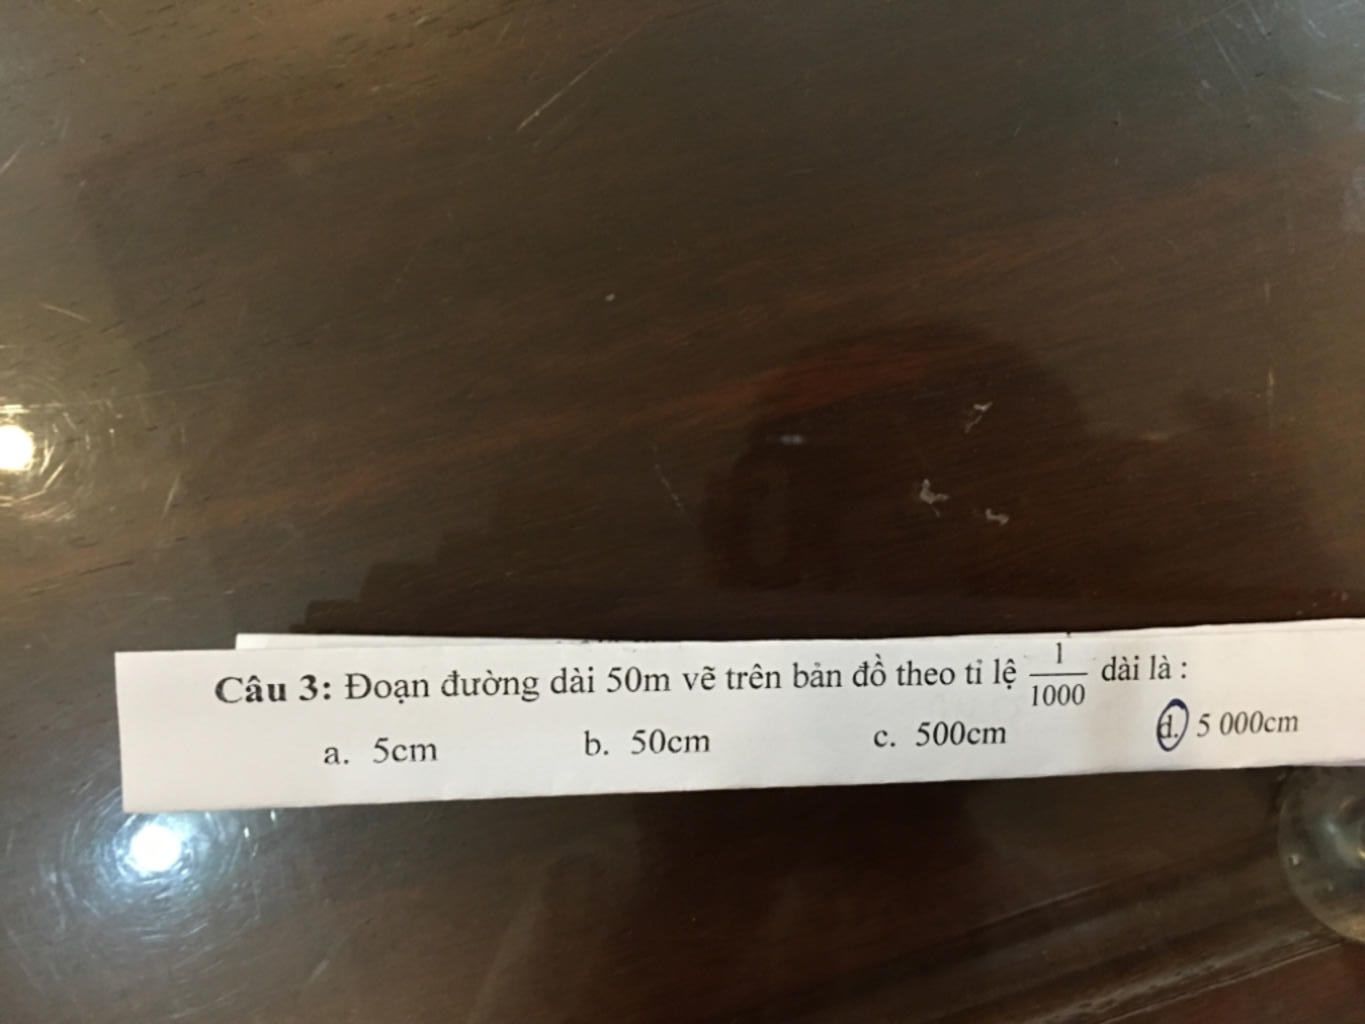 Câu 3: Đoạn đường dài 50m vẽ trên bản đồ theo tỉ lệ 1/1000 dài là :
a. 5cm b. 50cm c. 500cm d. 5 000cm